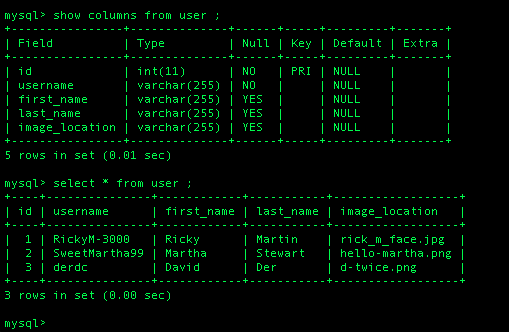 mysql> show columns from user ;
+----------------+--------------+------+-----+---------+-------+
| Field          | Type         | Null | Key | Default | Extra |
+----------------+--------------+------+-----+---------+-------+
| id             | int(11)      | NO   | PRI | NULL    |       |
| username       | varchar(255) | NO   |     | NULL    |       |
| first_name     | varchar(255) | YES  |     | NULL    |       |
| last_name      | varchar(255) | YES  |     | NULL    |       |
| image_location | varchar(255) | YES  |     | NULL    |       |
+----------------+--------------+------+-----+---------+-------+
5 rows in set (0.01 sec)
mysql> select * from user ;
+----+---------------+------------+-----------+------------------+
| id | username      | first_name | last_name | image_location   |
+----+---------------+------------+-----------+------------------+
|  1 | RickyM-3000   | Ricky      | Martin    | rick_m_face.jpg  |
|  2 | SweetMartha99 | Martha     | Stewart   | hello-martha.png |
|  3 | derdc         | David      | Der       | d-twice.png      |
+----+---------------+------------+-----------+------------------+
3 rows in set (0.00 sec)
mysql>